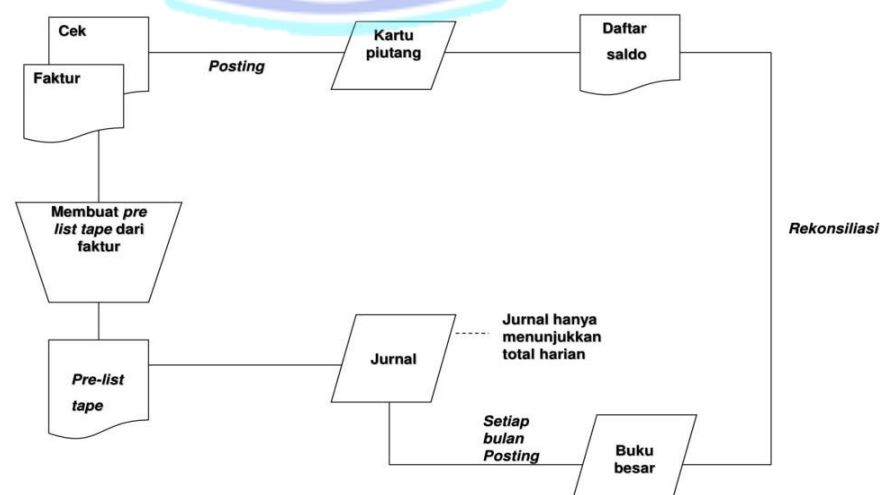 Cek
Faktur
Posting
Kartu
piutang
Daftar
saldo
Membuat pre
list tape dari
faktur
Rekonsiliasi
Pre-list
tape
Jurnal
Jurnal hanya
menunjukkan
total harian
Setiap
bulan
Posting
Buku
besar